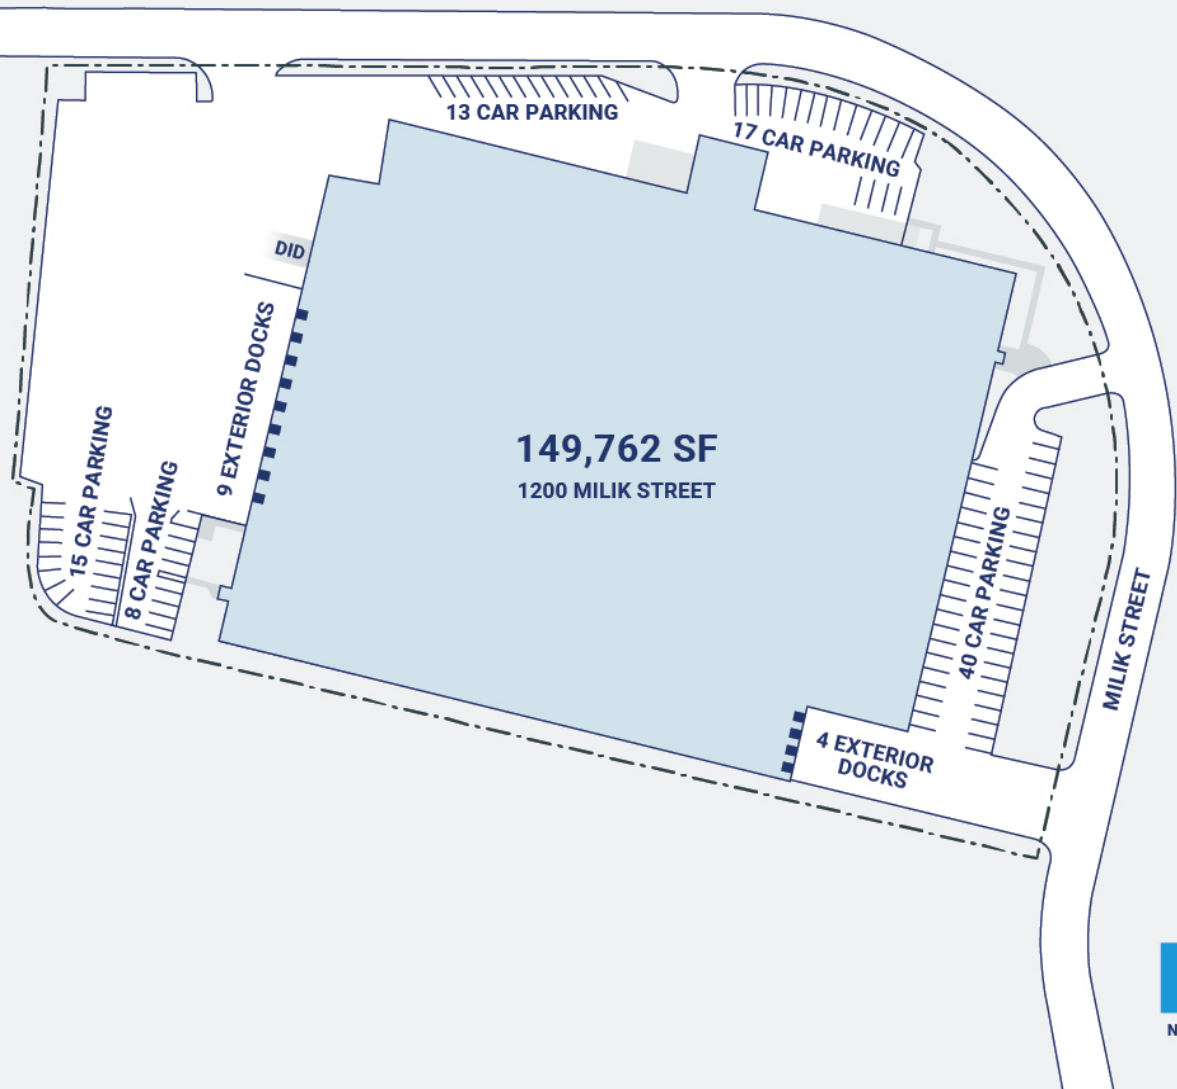 13 CAR PARKING
17 CAR PARKING
DID
9 EXTERIOR DOCKS
15 CAR PARKING
8 CAR PARKING
149,762 SF
1200 MILIK STREET
40 CAR PARKING
MILIK STREET
4 EXTERIOR
DOCKS
N